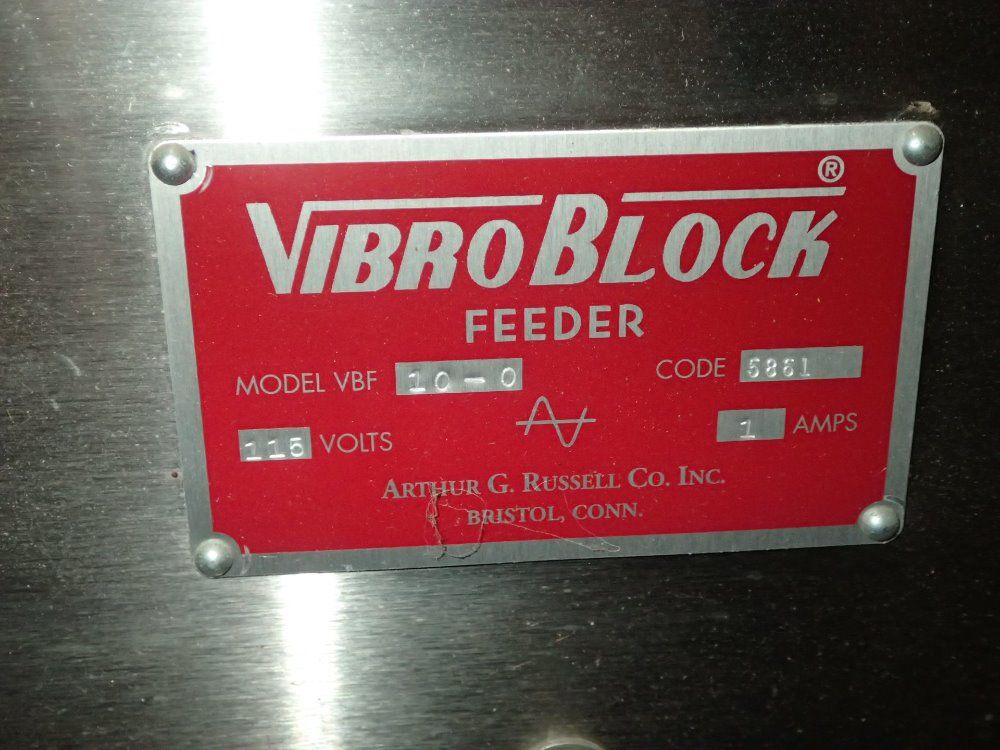 VIBROBLOCK®
FEEDER
MODEL VBF 10-0 CODE 5861
115 VOLTS 1 AMPS
ARTHUR G. RUSSELL CO. INC.
BRISTOL, CONN.